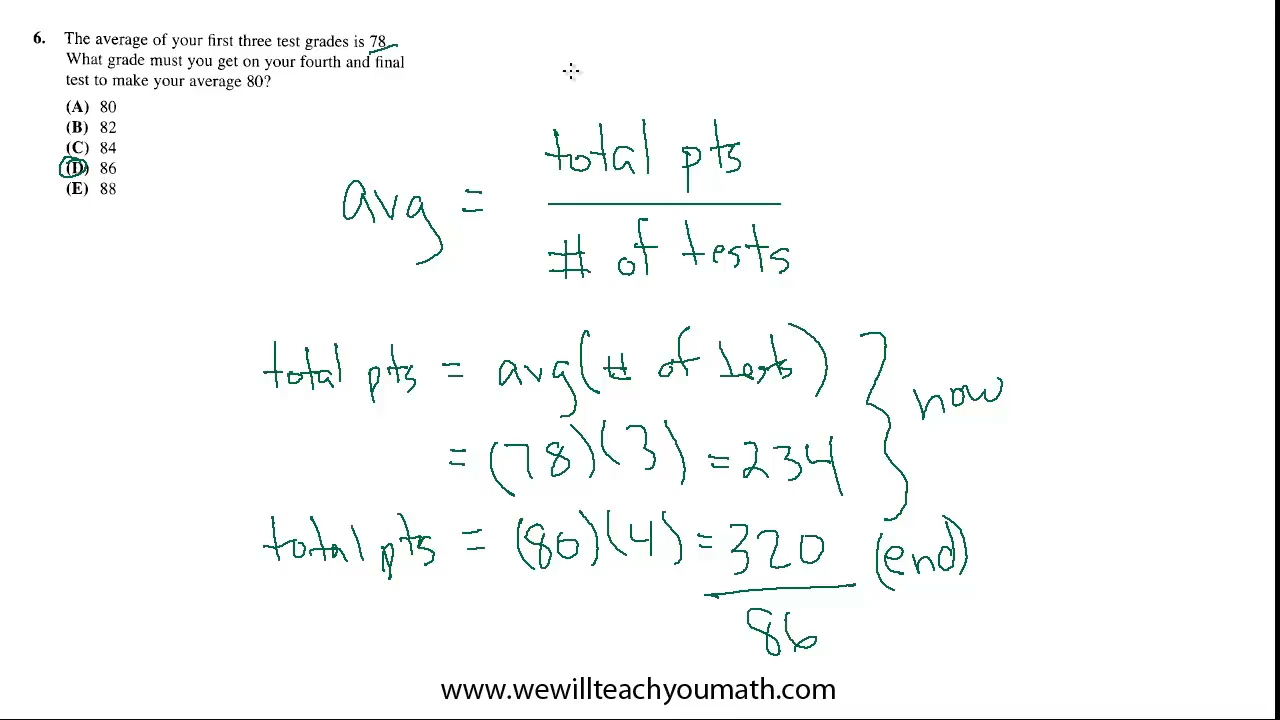 6. The average of your first three test grades is 78.
What grade must you get on your fourth and final
test to make your average 80?
(A) 80
(B) 82
(C) 84
(D) 86
(E) 88
avg = total pts
# of tests
total pts = avg(# of tests)
= (78)(3) = 234
now
total pts = (80)(4) = 320 (end)
86
www.wewillteachyoumath.com